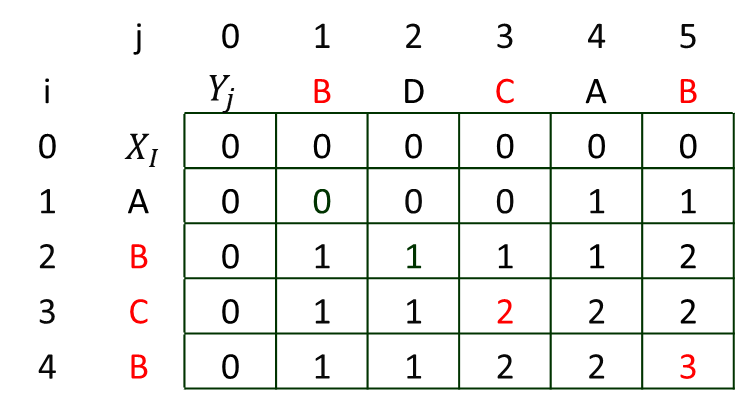 j 0 1 2 3 4 5
i Yj B D C A B
0 XI 0 0 0 0 0 0
1 A 0 0 0 0 1 1
2 B 0 1 1 1 1 2
3 C 0 1 1 2 2 2
4 B 0 1 1 2 2 3